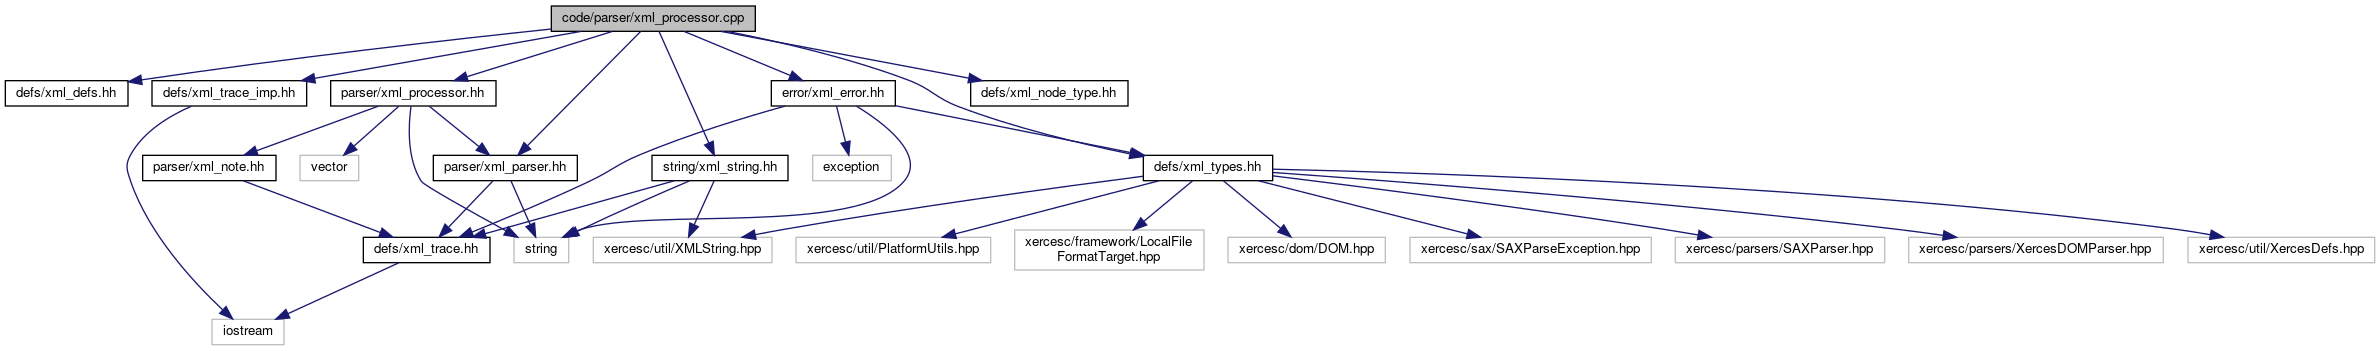 code/parser/xml_processor.cpp
defs/xml_defs.hh
defs/xml_trace_imp.hh
parser/xml_processor.hh
error/xml_error.hh
defs/xml_node_type.hh
parser/xml_note.hh
vector
parser/xml_parser.hh
string/xml_string.hh
exception
defs/xml_types.hh
defs/xml_trace.hh
string
xercesc/util/XMLString.hpp
xercesc/util/PlatformUtils.hpp
xercesc/framework/LocalFile
FormatTarget.hpp
xercesc/dom/DOM.hpp
xercesc/sax/SAXParseException.hpp
xercesc/parsers/SAXParser.hpp
xercesc/parsers/XercesDOMParser.hpp
xercesc/util/XercesDefs.hpp
iostream